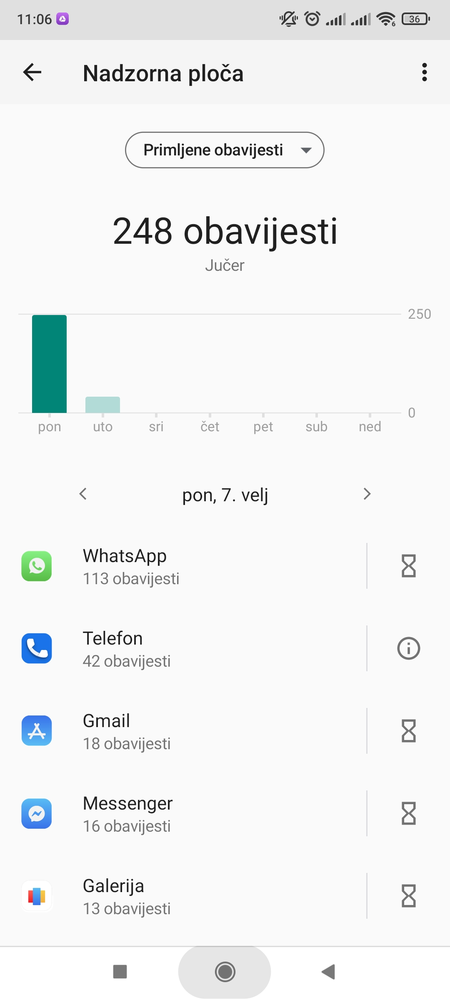 11:06
6
36
Nadzorna ploča
Primljene obavijesti
248 obavijesti
Jučer
250
0
pon uto sri čet pet sub ned
pon, 7. velj
WhatsApp
113 obavijesti
Telefon
42 obavijesti
Gmail
18 obavijesti
Messenger
16 obavijesti
Galerija
13 obavijesti